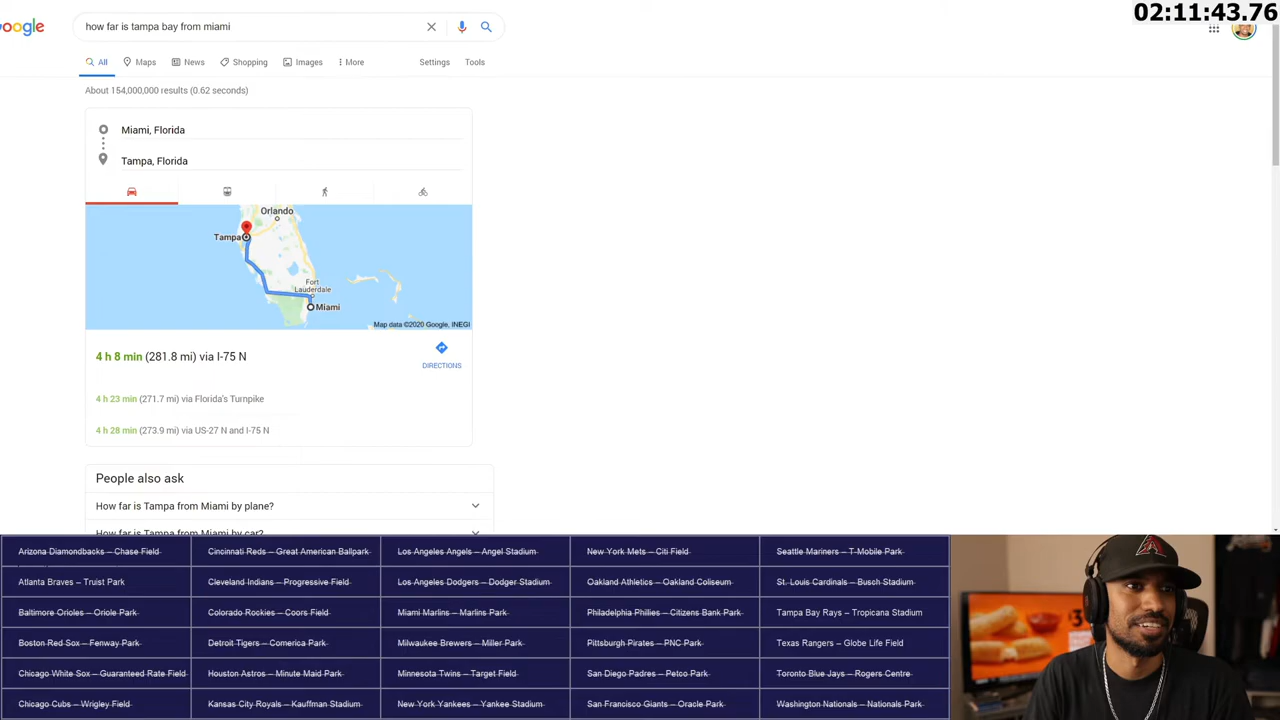 02:11:43.76
oogle
how far is tampa bay from miami
All
Maps
News
Shopping
Images
More
Settings
Tools
About 154,000,000 results (0.62 seconds)
Miami, Florida
Tampa, Florida
Orlando
Tampa
Fort
Lauderdale
Miami
Map data ©2020 Google, INEGI
4 h 8 min (281.8 mi) via I-75 N
DIRECTIONS
4 h 23 min (271.7 mi) via Florida's Turnpike
4 h 28 min (273.9 mi) via US-27 N and I-75 N
People also ask
How far is Tampa from Miami by plane?
How far is Tampa from Miami by car?
Arizona Diamondbacks – Chase Field
Cincinnati Reds – Great American Ballpark
Los Angeles Angels – Angel Stadium
New York Mets – Citi Field
Seattle Mariners – T-Mobile Park
Atlanta Braves – Truist Park
Cleveland Indians – Progressive Field
Los Angeles Dodgers – Dodger Stadium
Oakland Athletics – Oakland Coliseum
St. Louis Cardinals – Busch Stadium
Baltimore Orioles – Oriole Park
Colorado Rockies – Coors Field
Miami Marlins – Marlins Park
Philadelphia Phillies – Citizens Bank Park
Tampa Bay Rays – Tropicana Stadium
Boston Red Sox – Fenway Park
Detroit Tigers – Comerica Park
Milwaukee Brewers – Miller Park
Pittsburgh Pirates – PNC Park
Texas Rangers – Globe Life Field
Chicago White Sox – Guaranteed Rate Field
Houston Astros – Minute Maid Park
Minnesota Twins – Target Field
San Diego Padres – Petco Park
Toronto Blue Jays – Rogers Centre
Chicago Cubs – Wrigley Field
Kansas City Royals – Kauffman Stadium
New York Yankees – Yankee Stadium
San Francisco Giants – Oracle Park
Washington Nationals – Nationals Park